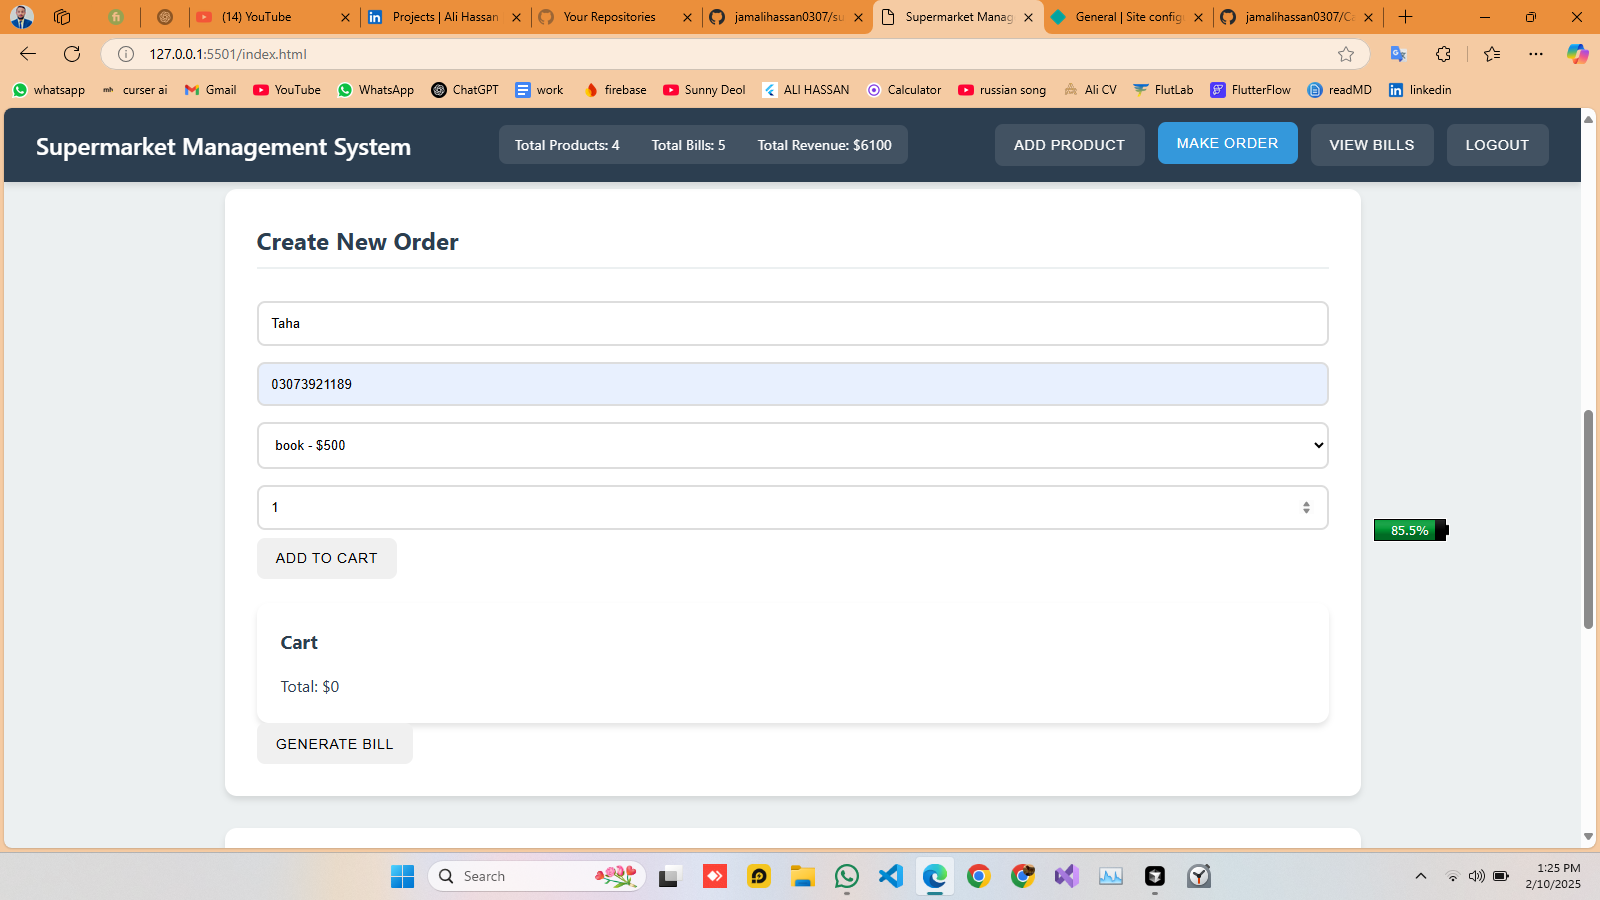 (14) YouTube
Projects | Ali Hassan
Your Repositories
jamalihassan0307/su
Supermarket Manag
General | Site configu
jamalihassan0307/Ca
127.0.0.1:5501/index.html
whatsapp
curser ai
Gmail
YouTube
WhatsApp
ChatGPT
work
firebase
Sunny Deol
ALI HASSAN
Calculator
russian song
Ali CV
FlutLab
FlutterFlow
readMD
linkedin
Supermarket Management System
Total Products: 4
Total Bills: 5
Total Revenue: $6100
ADD PRODUCT
MAKE ORDER
VIEW BILLS
LOGOUT
Create New Order
Taha
03073921189
book - $500
1
85.5%
ADD TO CART
Cart
Total: $0
GENERATE BILL
Search
1:25 PM
2/10/2025